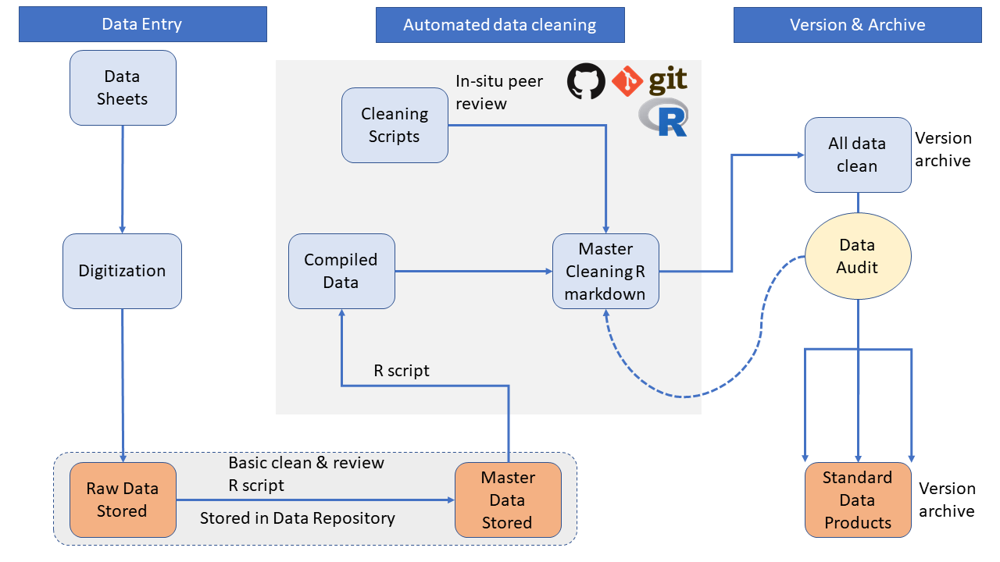 Data Entry
Automated data cleaning
Version & Archive
Data
Sheets
Digitization
Raw Data
Stored
Basic clean & review
R script
Stored in Data Repository
Master
Data
Stored
R script
Compiled
Data
Cleaning
Scripts
In-situ peer
review
git
R
Master
Cleaning R
markdown
All data
clean
Version
archive
Data
Audit
Standard
Data
Products
Version
archive